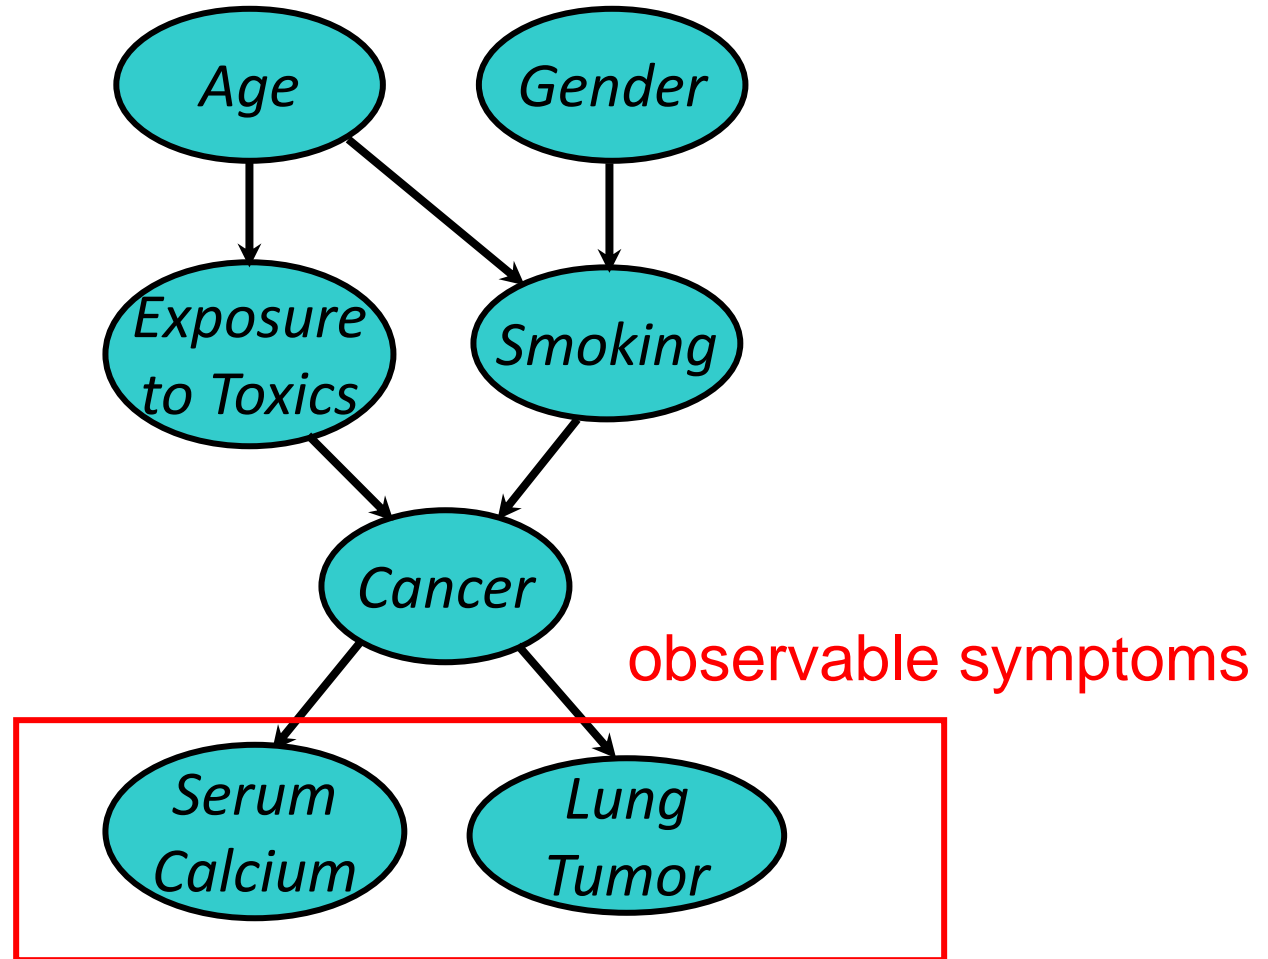 Age
Gender
Exposure
to Toxics
Smoking
Cancer
observable symptoms
Serum
Calcium
Lung
Tumor